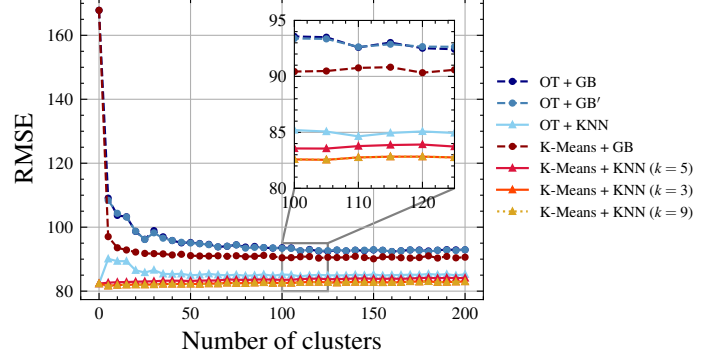 160
140
120
100
80
0
50
100
150
200
RMSE
Number of clusters
95
90
85
80
100
110
120
OT + GB
OT + GB′
OT + KNN
K-Means + GB
K-Means + KNN (k = 5)
K-Means + KNN (k = 3)
K-Means + KNN (k = 9)